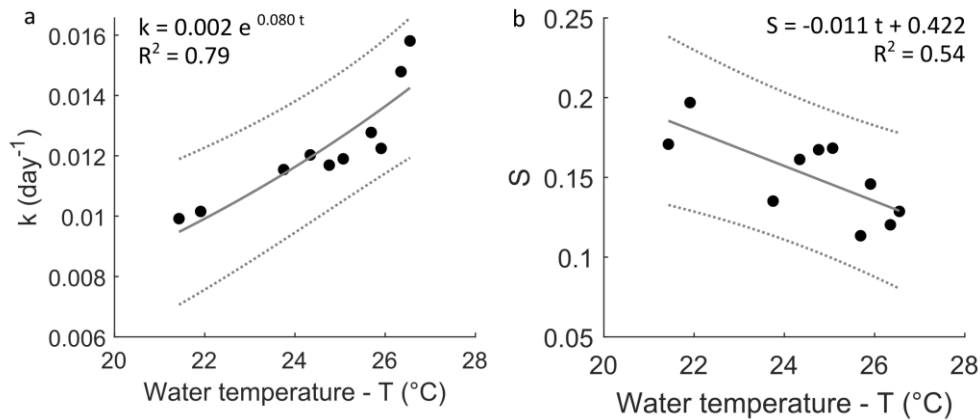 a
k = 0.002 e^0.080 t
R² = 0.79
0.016
0.014
0.012
0.01
0.008
0.006
k (day⁻¹)
20 22 24 26 28
Water temperature - T (°C)
b
S = -0.011 t + 0.422
R² = 0.54
0.25
0.2
0.15
0.1
0.05
S
20 22 24 26 28
Water temperature - T (°C)